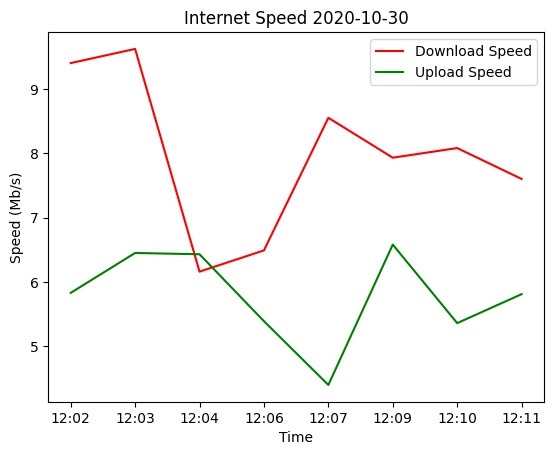 Internet Speed 2020-10-30
Download Speed
Upload Speed
Speed (Mb/s)
9
8
7
6
5
12:02 12:03 12:04 12:06 12:07 12:09 12:10 12:11
Time